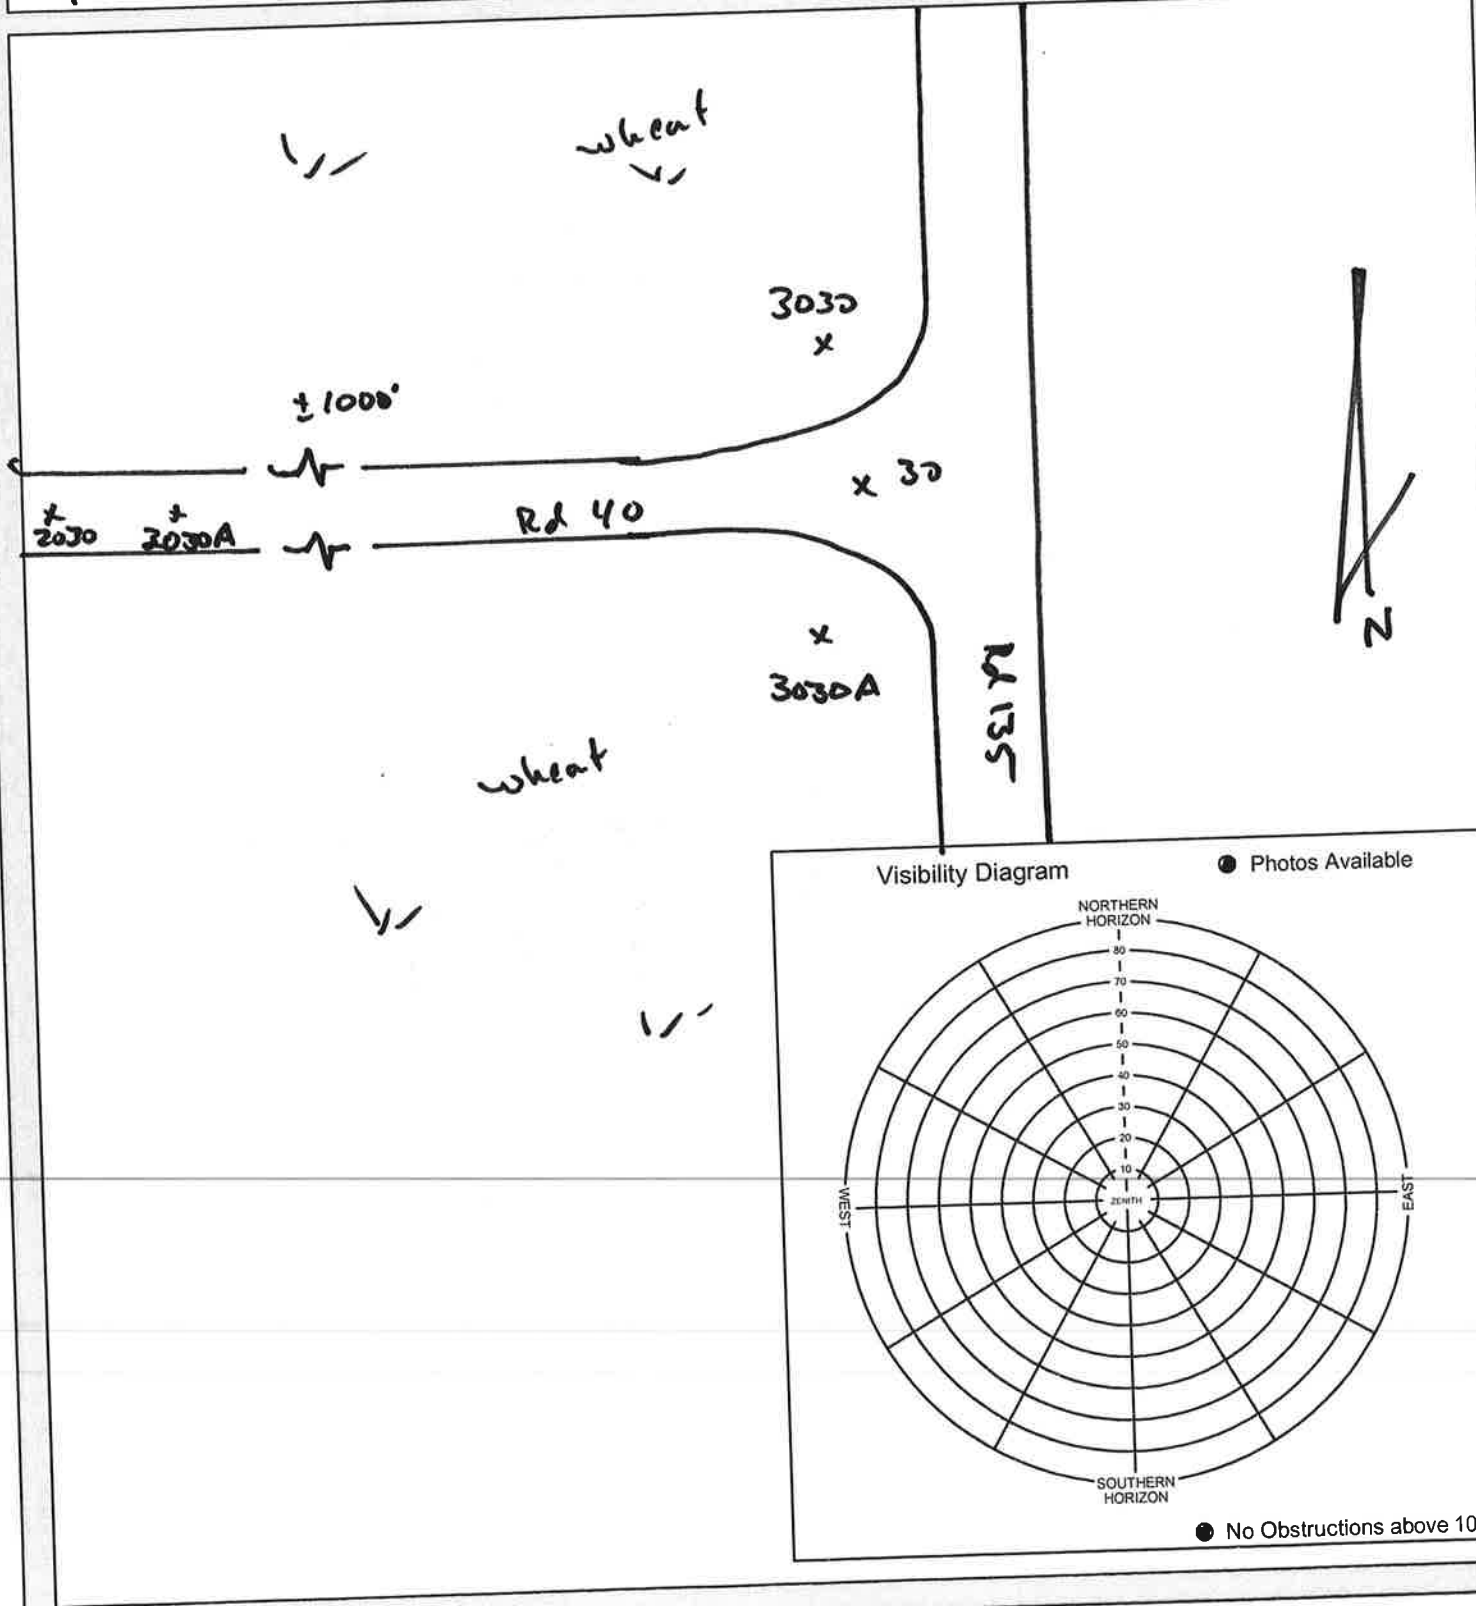 wheat
3030
x
± 1000'
x 30
Rd 40
x x
2030 2030A
x
3030A
Rd 135
N
wheat
Visibility Diagram
Photos Available
NORTHERN
HORIZON
80
70
60
50
40
30
20
10
ZENITH
WEST
EAST
SOUTHERN
HORIZON
No Obstructions above 10